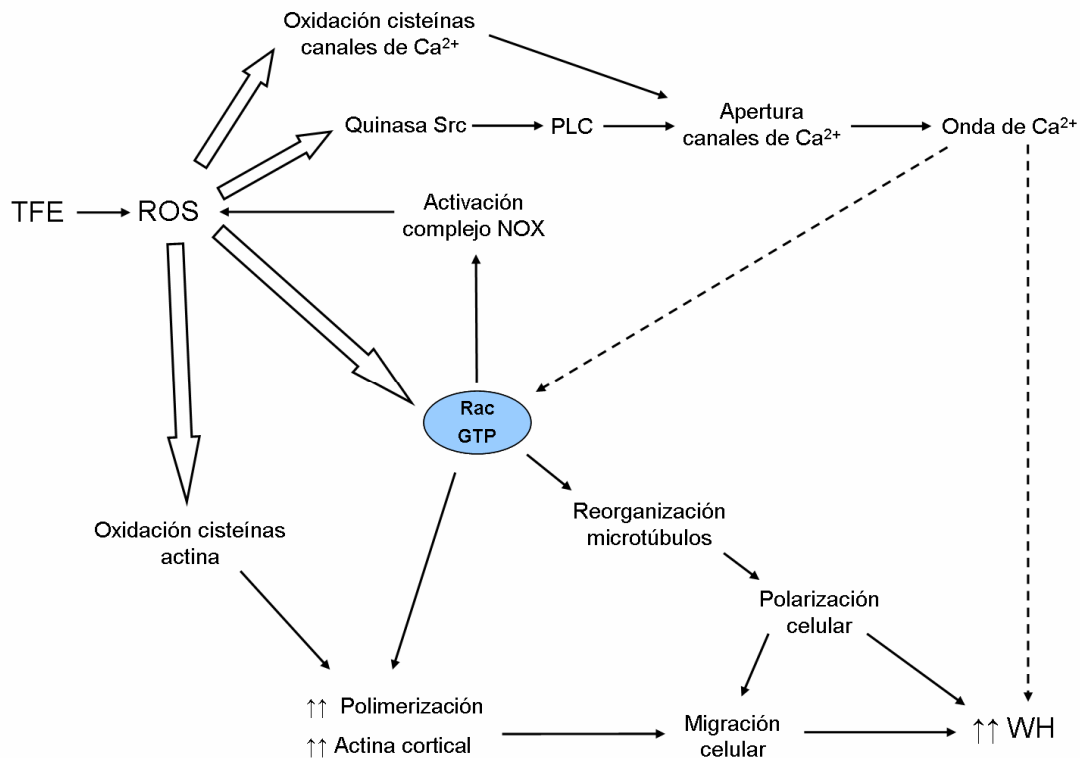 Oxidación cisteínas
canales de Ca²⁺
Quinasa Src
PLC
Apertura
canales de Ca²⁺
Onda de Ca²⁺
TFE
ROS
Activación
complejo NOX
Rac
GTP
Reorganización
microtúbulos
Oxidación cisteínas
actina
Polarización
celular
↑↑ Polimerización
↑↑ Actina cortical
Migración
celular
↑↑ WH